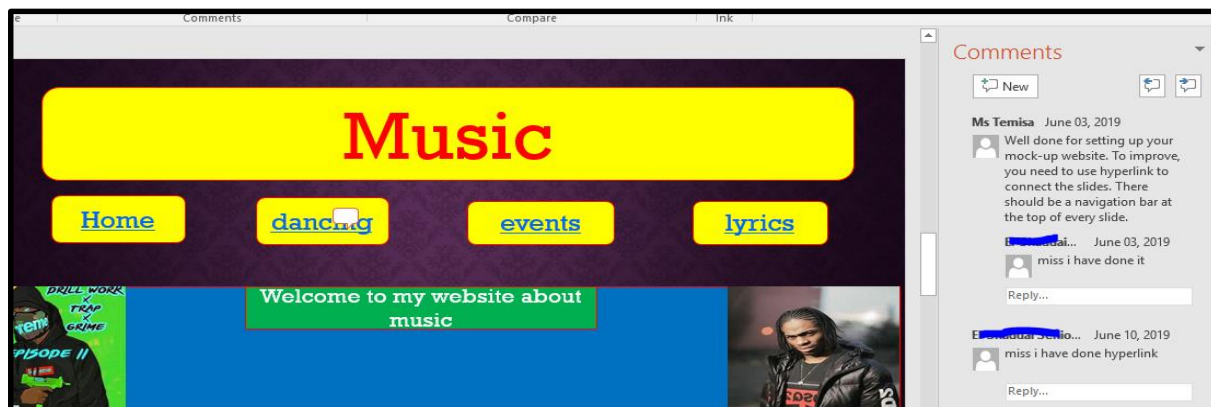 Comments
Compare
Ink
Music
Home
dancing
events
lyrics
DRILL WORK
X
TRAP
X
GRIME
EPISODE II
Welcome to my website about
music
Comments
New
Ms Temisa June 03, 2019
Well done for setting up your
mock-up website. To improve,
you need to use hyperlink to
connect the slides. There
should be a navigation bar at
the top of every slide.
June 03, 2019
miss i have done it
Reply...
June 10, 2019
miss i have done hyperlink
Reply...